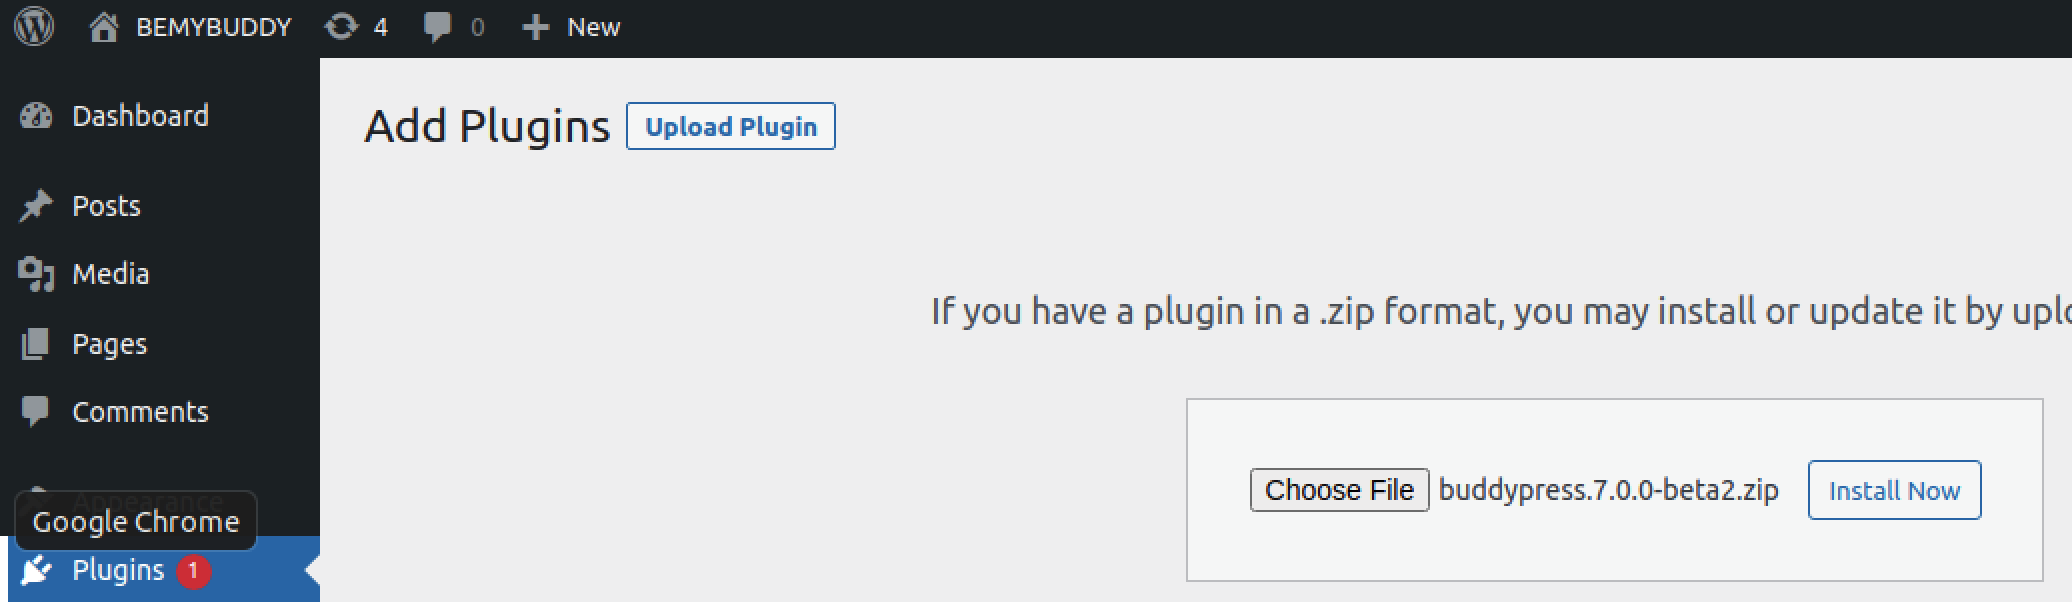 BEMYBUDDY 4 0 New
Dashboard
Posts
Media
Pages
Comments
Appearance
Google Chrome
Plugins 1
Add Plugins Upload Plugin
If you have a plugin in a .zip format, you may install or update it by uplo
Choose File buddypress.7.0.0-beta2.zip Install Now